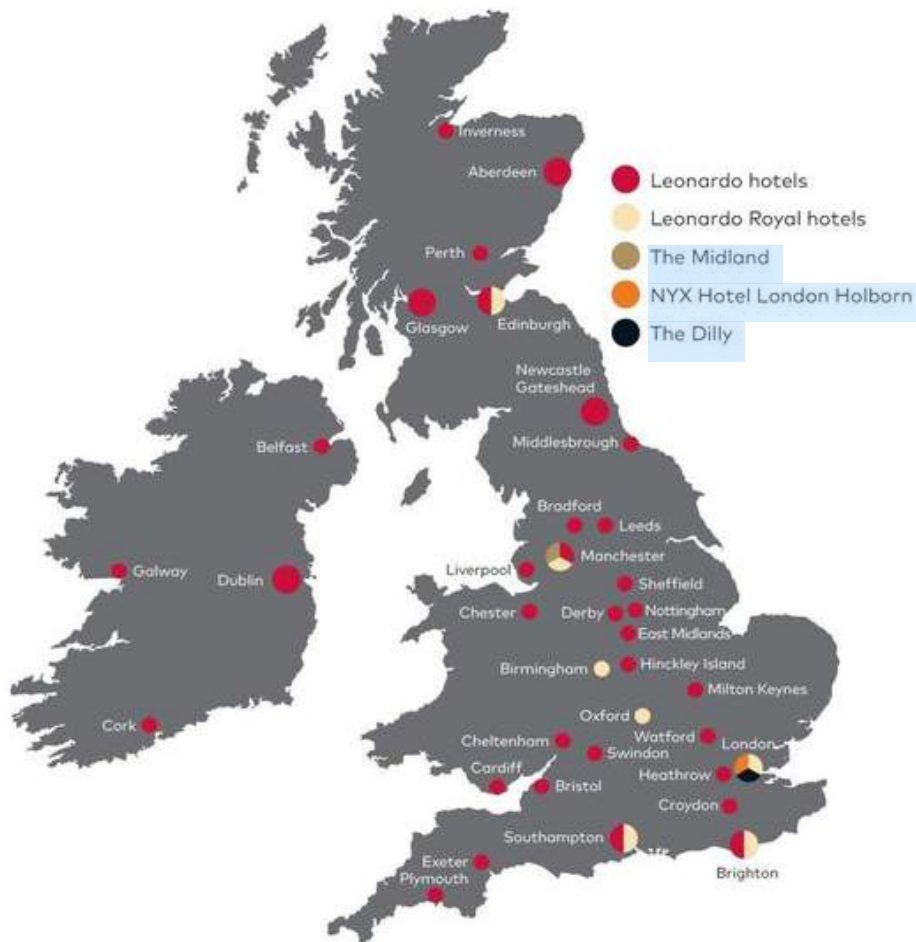 Inverness
Aberdeen
Leonardo hotels
Leonardo Royal hotels
The Midland
NYX Hotel London Holborn
The Dilly
Perth
Glasgow
Edinburgh
Newcastle
Gateshead
Middlesbrough
Belfast
Bradford
Leeds
Manchester
Liverpool
Galway
Dublin
Sheffield
Chester
Derby
Nottingham
East Midlands
Birmingham
Hinckley Island
Milton Keynes
Oxford
Cork
Cheltenham
Watford
London
Swindon
Cardiff
Heathrow
Bristol
Croydon
Southampton
Exeter
Plymouth
Brighton